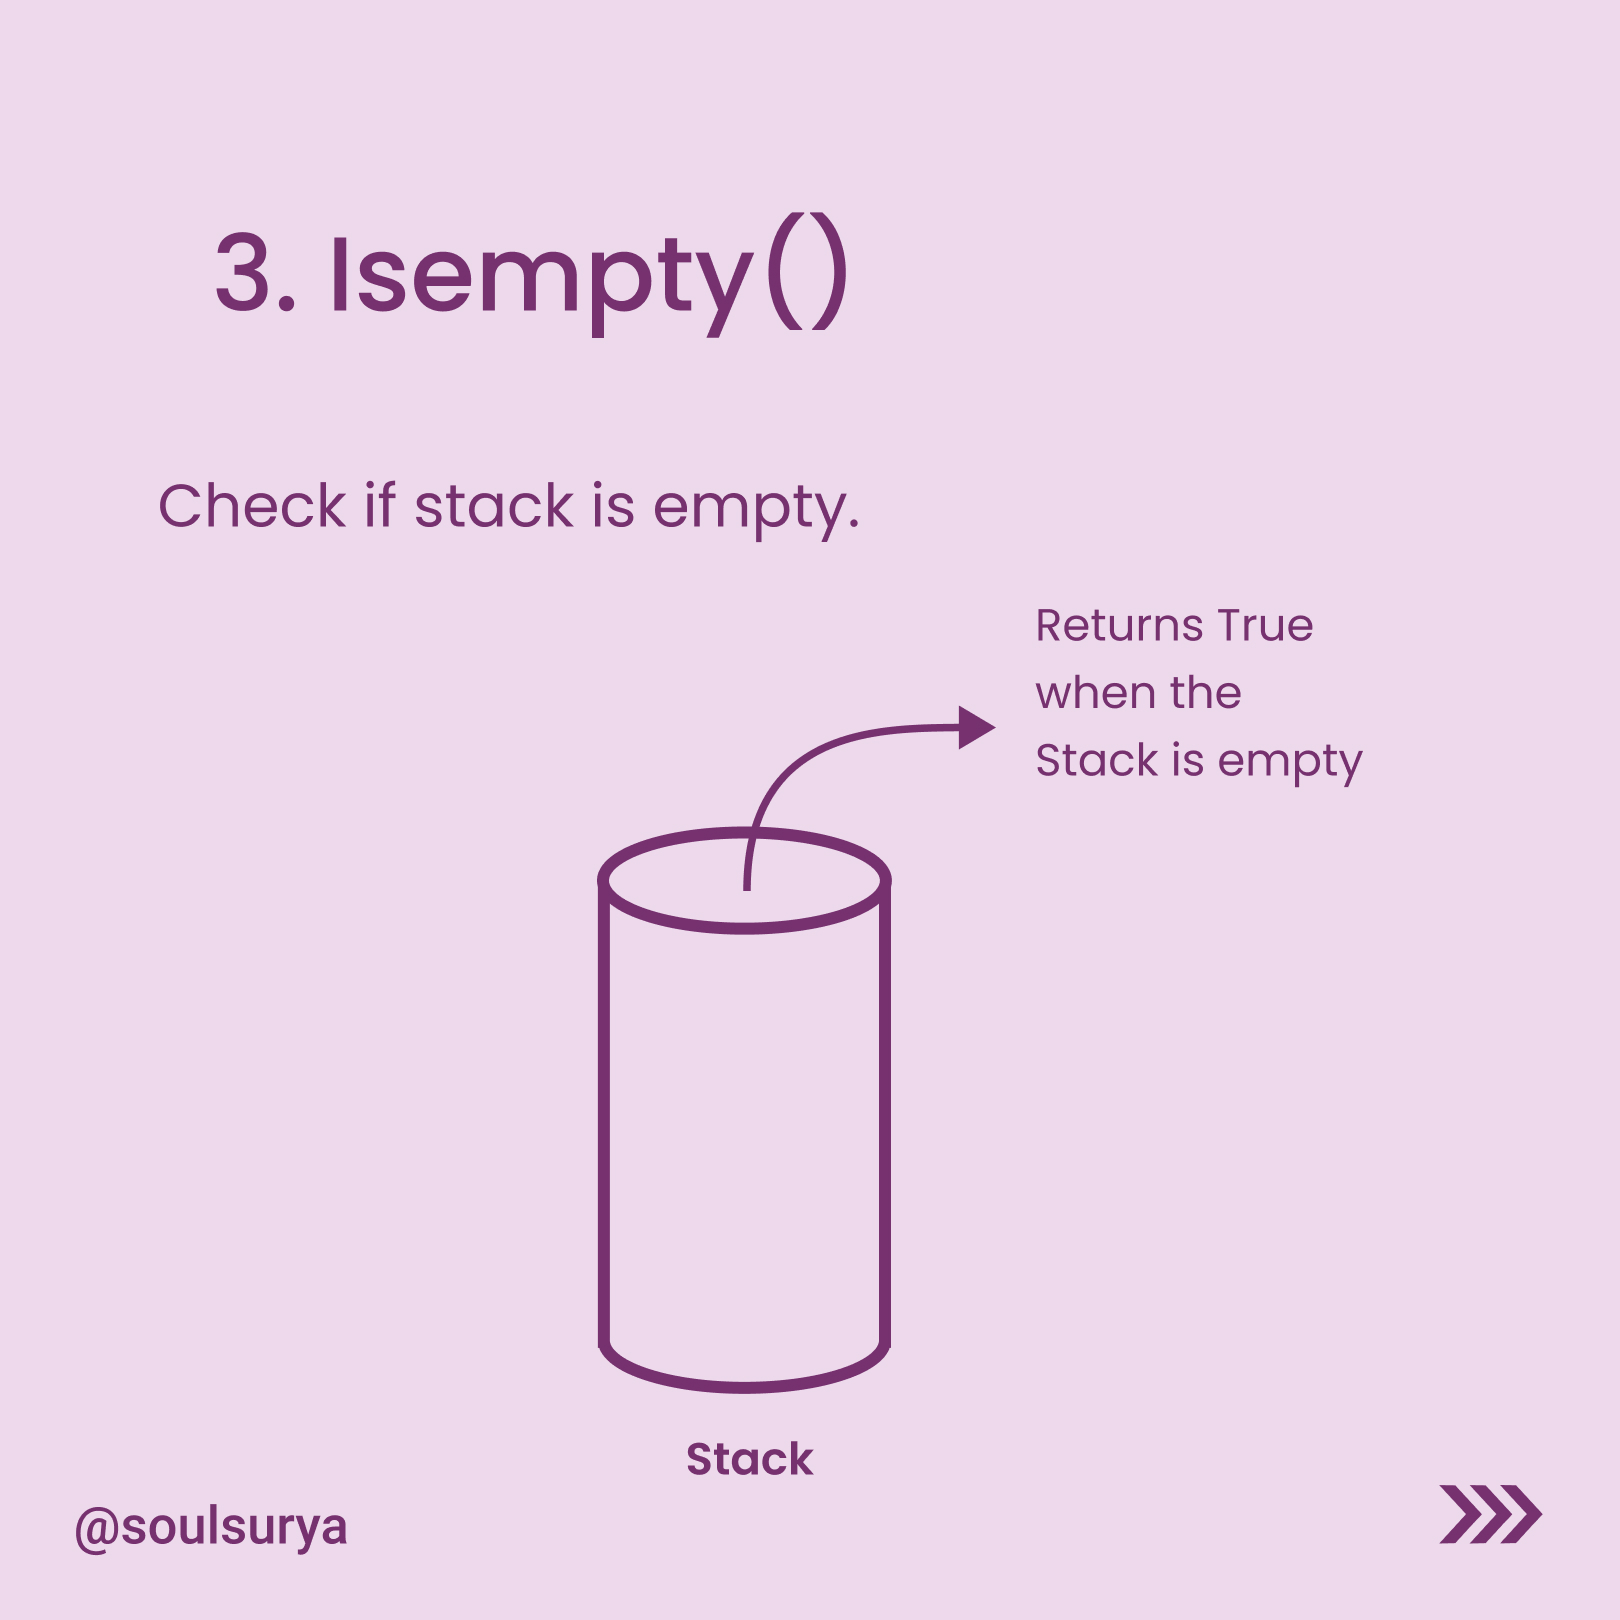 3. Isempty()
Check if stack is empty.
Returns True
when the
Stack is empty
Stack
@soulsurya